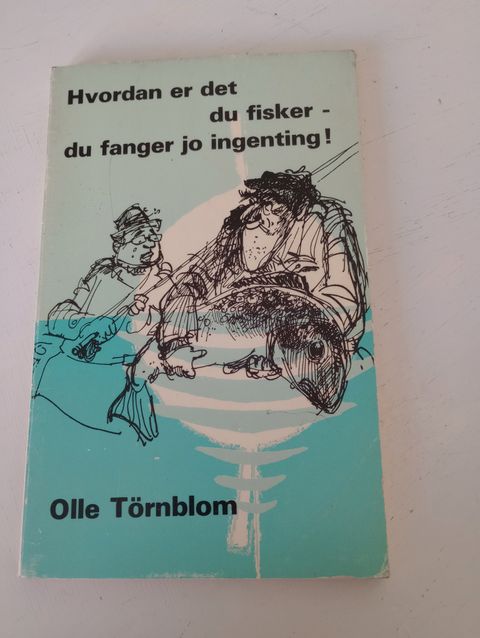 Hvordan er det
du fisker -
du fanger jo ingenting!
Olle Törnblom